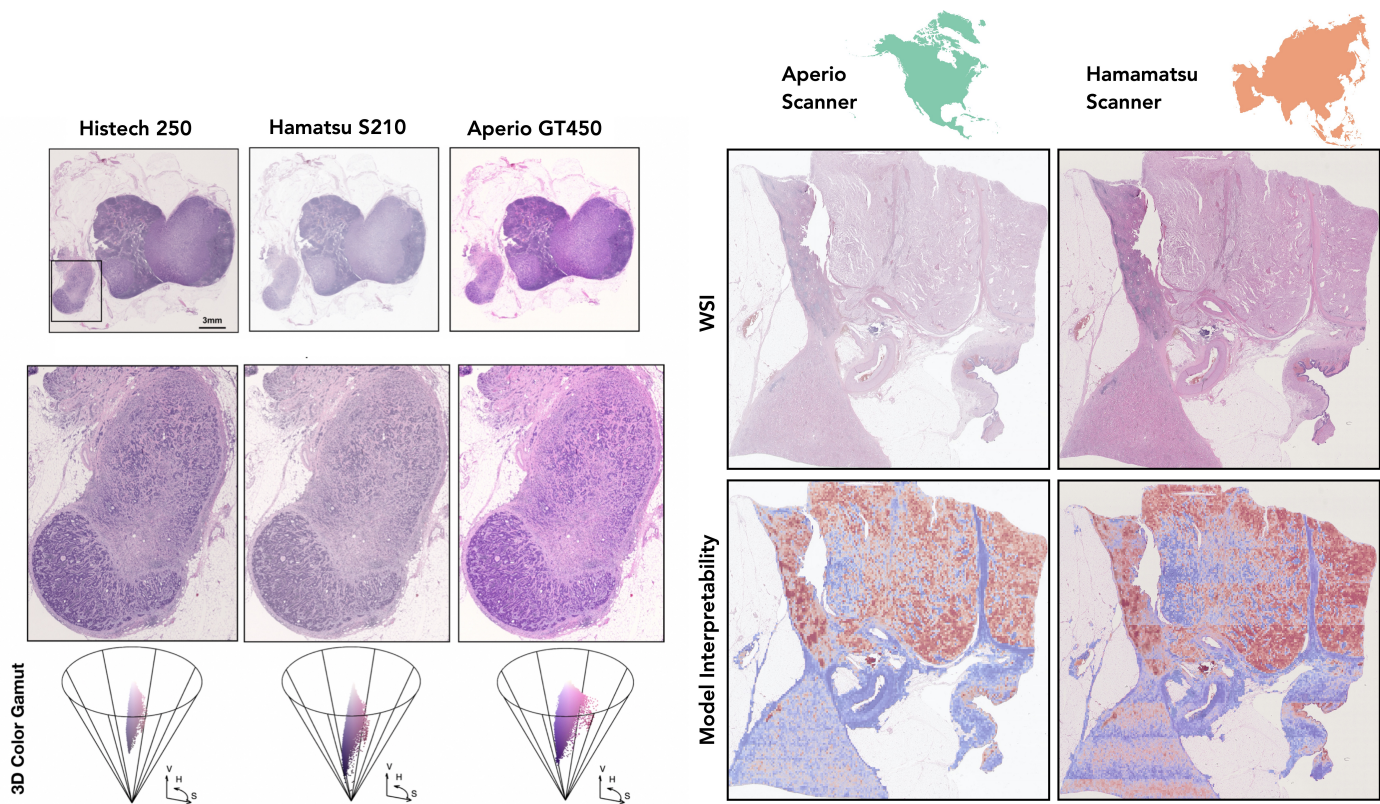 Aperio
Scanner
Hamamatsu
Scanner
Histech 250
Hamatsu S210
Aperio GT450
3mm
WSI
Model Interpretability
3D Color Gamut
V
H
S
V
H
S
V
H
S